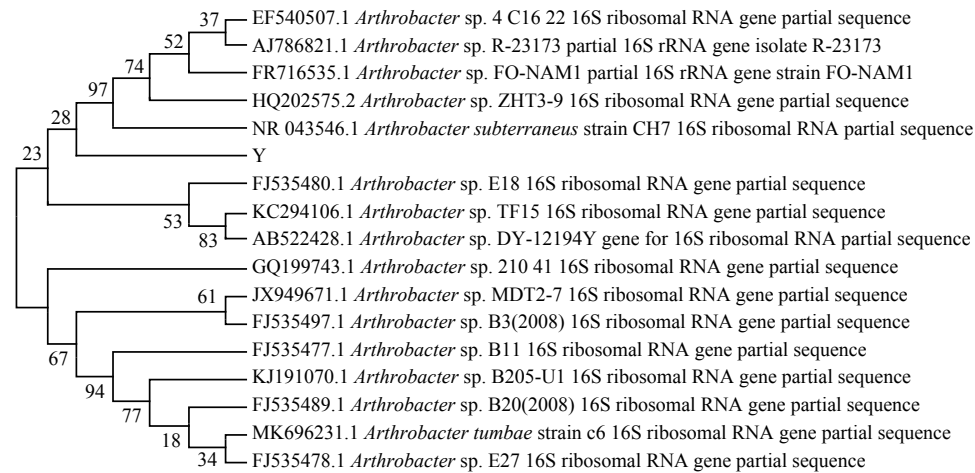 37
EF540507.1 Arthrobacter sp. 4 C16 22 16S ribosomal RNA gene partial sequence
52
AJ786821.1 Arthrobacter sp. R-23173 partial 16S rRNA gene isolate R-23173
74
FR716535.1 Arthrobacter sp. FO-NAM1 partial 16S rRNA gene strain FO-NAM1
97
HQ202575.2 Arthrobacter sp. ZHT3-9 16S ribosomal RNA gene partial sequence
28
NR 043546.1 Arthrobacter subterraneus strain CH7 16S ribosomal RNA partial sequence
23
Y
FJ535480.1 Arthrobacter sp. E18 16S ribosomal RNA gene partial sequence
53
KC294106.1 Arthrobacter sp. TF15 16S ribosomal RNA gene partial sequence
83
AB522428.1 Arthrobacter sp. DY-12194Y gene for 16S ribosomal RNA partial sequence
GQ199743.1 Arthrobacter sp. 210 41 16S ribosomal RNA gene partial sequence
61
JX949671.1 Arthrobacter sp. MDT2-7 16S ribosomal RNA gene partial sequence
FJ535497.1 Arthrobacter sp. B3(2008) 16S ribosomal RNA gene partial sequence
67
FJ535477.1 Arthrobacter sp. B11 16S ribosomal RNA gene partial sequence
94
KJ191070.1 Arthrobacter sp. B205-U1 16S ribosomal RNA gene partial sequence
77
FJ535489.1 Arthrobacter sp. B20(2008) 16S ribosomal RNA gene partial sequence
18
MK696231.1 Arthrobacter tumbae strain c6 16S ribosomal RNA gene partial sequence
34
FJ535478.1 Arthrobacter sp. E27 16S ribosomal RNA gene partial sequence